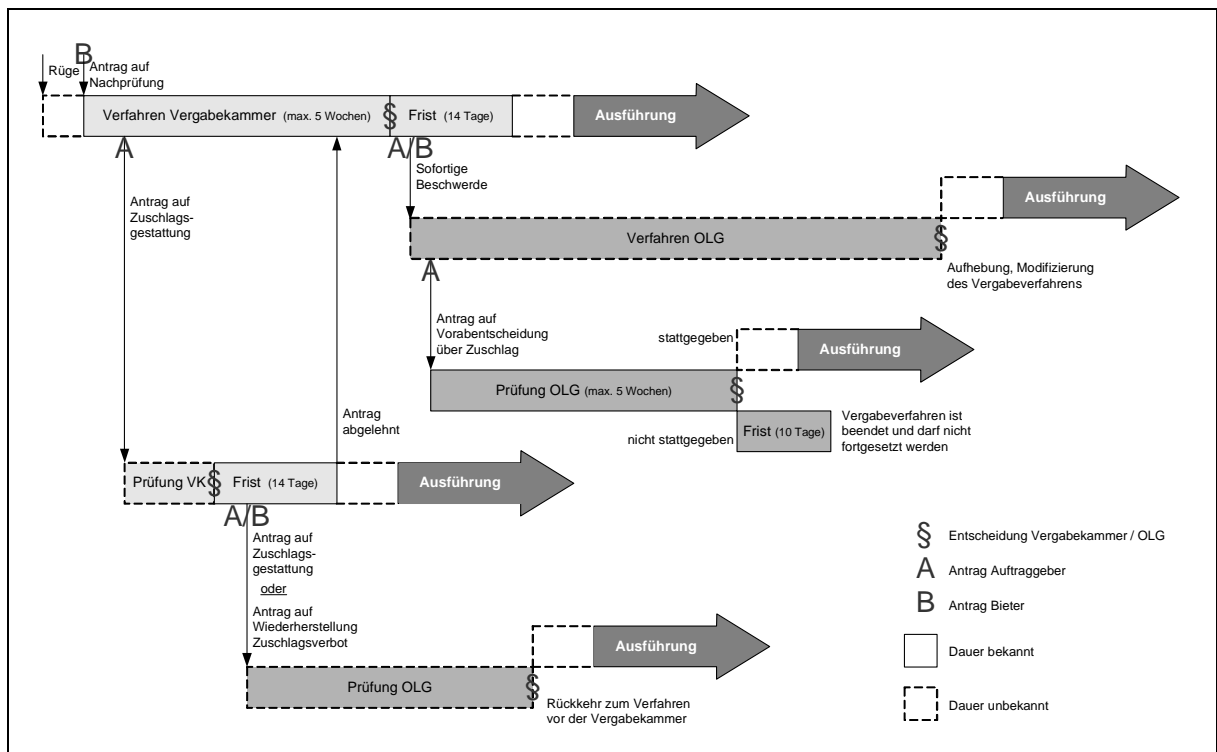 B
Rüge
Antrag auf
Nachprüfung
Verfahren Vergabekammer (max. 5 Wochen)
§
Frist (14 Tage)
Ausführung
A
A/B
Sofortige
Beschwerde
Antrag auf
Zuschlags-
gestattung
Ausführung
Verfahren OLG
§
A
Aufhebung, Modifizierung
des Vergabeverfahrens
Antrag auf
Vorabentscheidung
über Zuschlag
stattgegeben
Ausführung
Prüfung OLG (max. 5 Wochen)
§
Antrag
abgelehnt
nicht stattgegeben
Frist (10 Tage)
Vergabeverfahren ist
beendet und darf nicht
fortgesetzt werden
Prüfung VK
§
Frist (14 Tage)
Ausführung
A/B
Antrag auf
Zuschlags-
gestattung
oder
Antrag auf
Wiederherstellung
Zuschlagsverbot
Ausführung
Prüfung OLG
§
Rückkehr zum Verfahren
vor der Vergabekammer
§ Entscheidung Vergabekammer / OLG
A Antrag Auftraggeber
B Antrag Bieter
Dauer bekannt
Dauer unbekannt